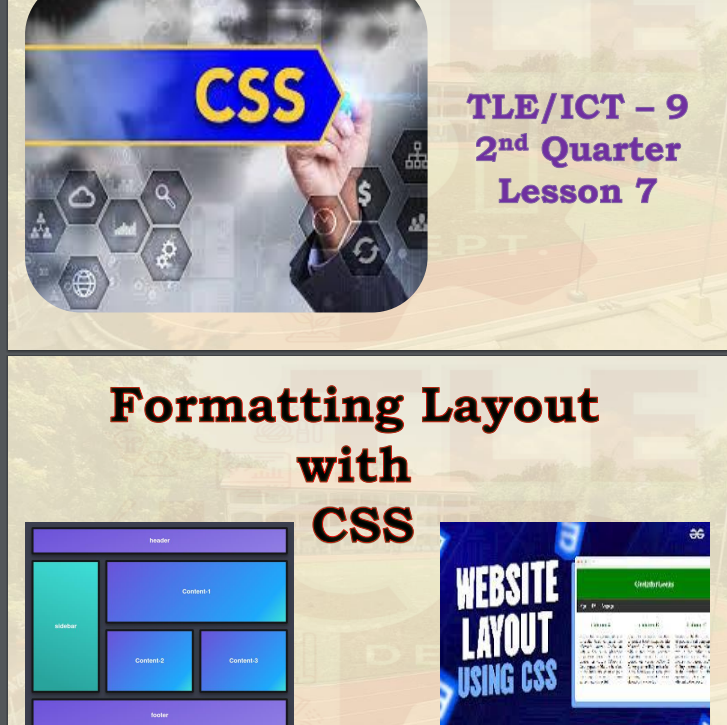 CSS
TLE/ICT – 9
2nd Quarter
Lesson 7
Formatting Layout
with
CSS
header
sidebar
Content-1
Content-2
Content-3
footer
WEBSITE
LAYOUT
USING CSS